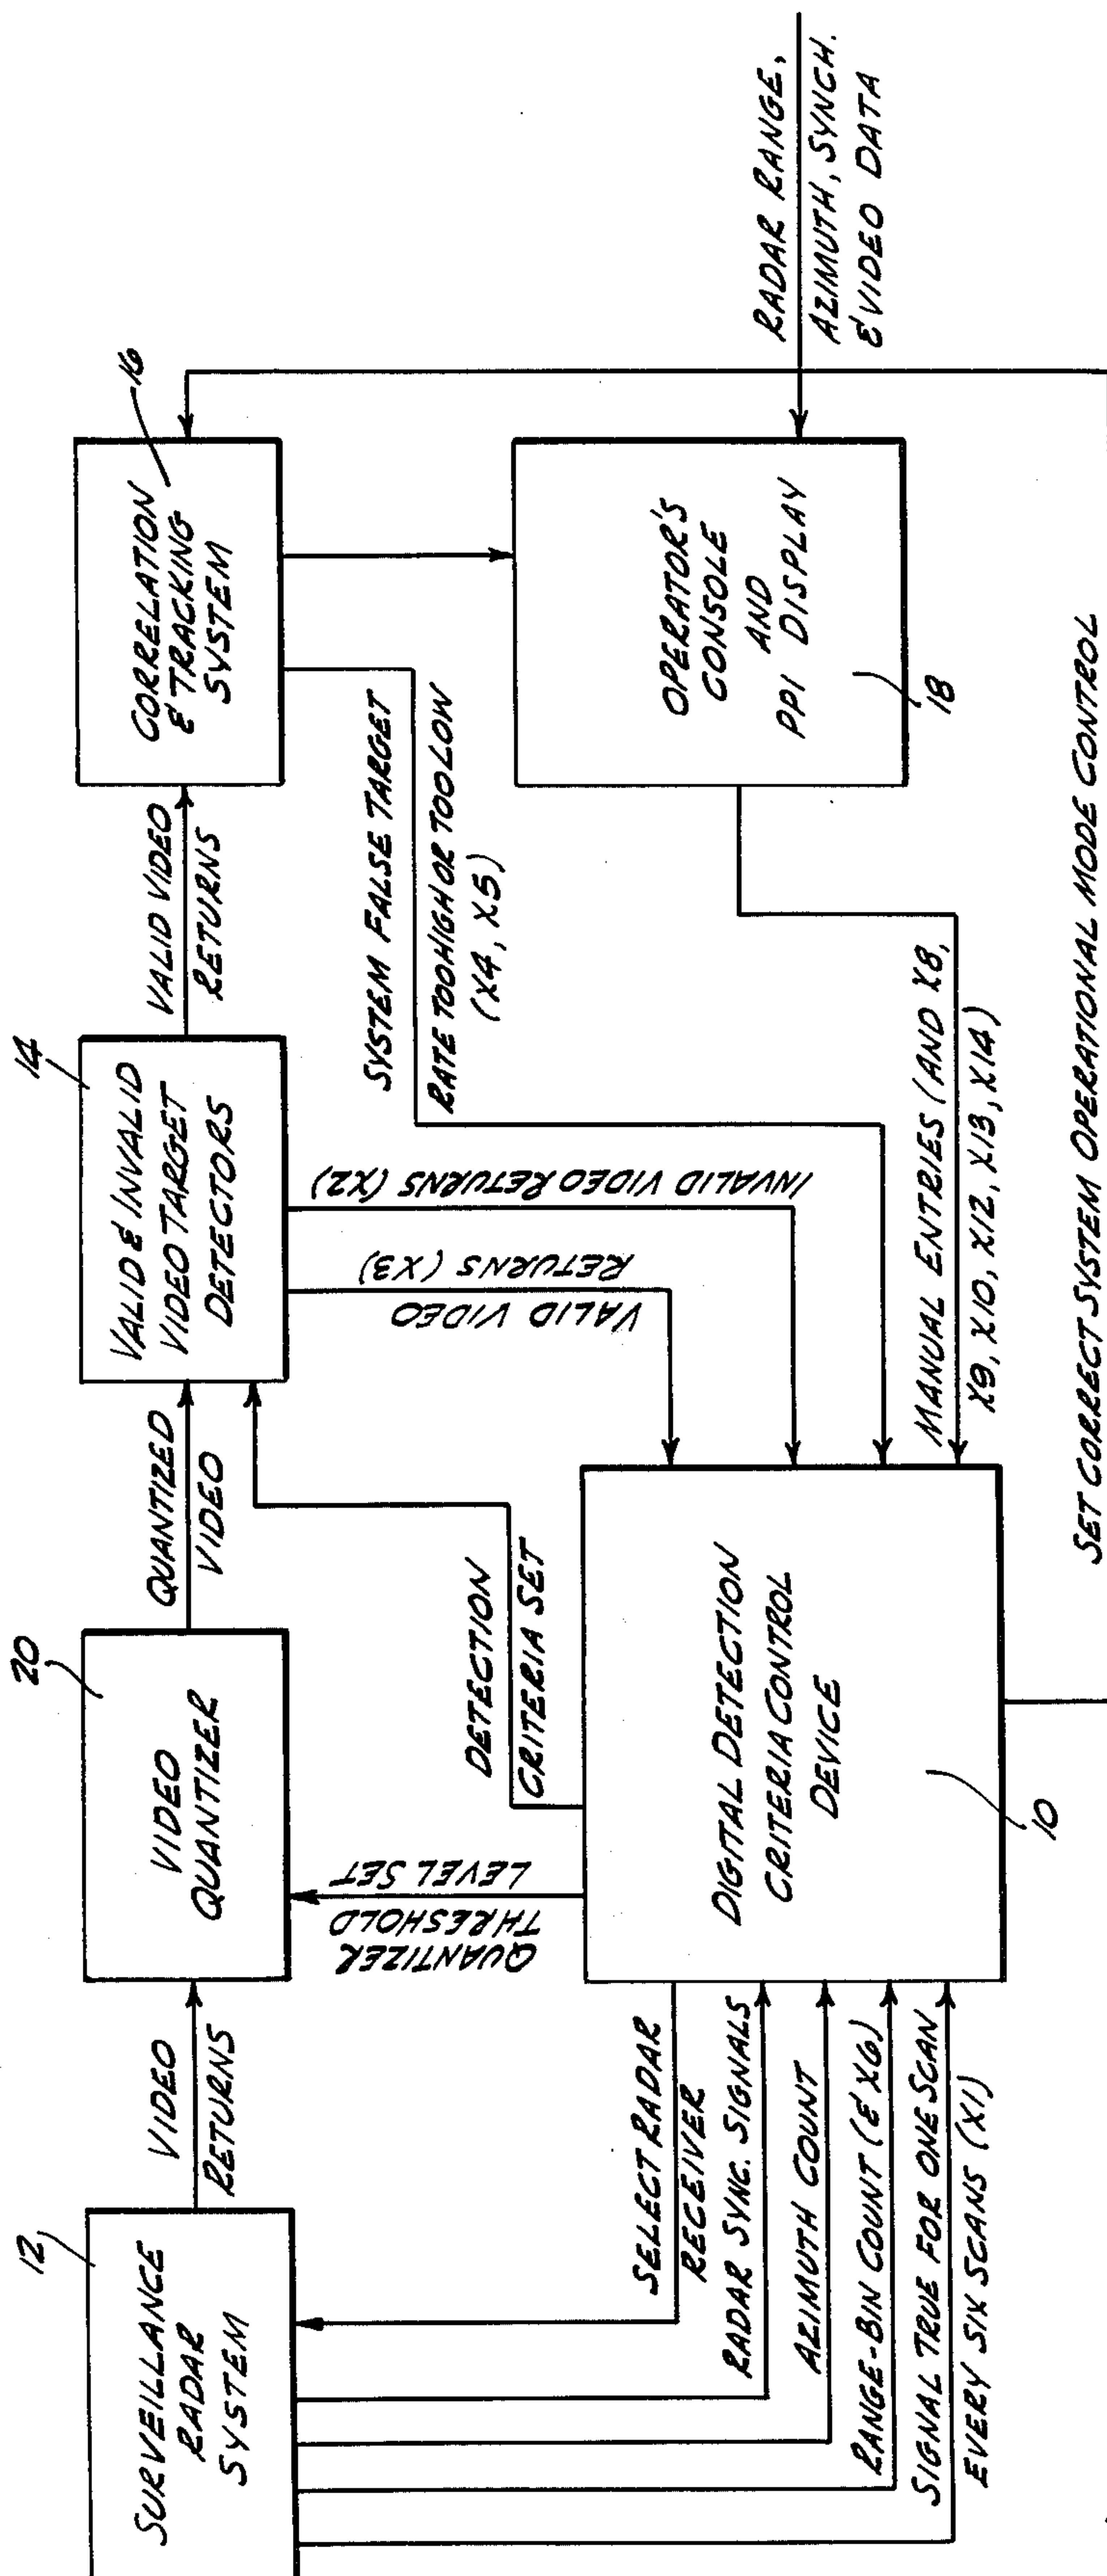 12
SURVEILLANCE
RADAR
SYSTEM
VIDEO
RETURNS
20
VIDEO
QUANTIZER
QUANTIZED
VIDEO
14
VALID & INVALID
VIDEO TARGET
DETECTORS
VALID VIDEO
RETURNS
16
CORRELATION
& TRACKING
SYSTEM
SELECT RADAR
RECEIVER
RADAR SYNC. SIGNALS
AZIMUTH COUNT
RANGE-BIN COUNT (& X6)
SIGNAL TRUE FOR ONE SCAN
EVERY SIX SCANS (X1)
QUANTIZER
THRESHOLD
LEVEL SET
DETECTION
CRITERIA SET
DIGITAL DETECTION
CRITERIA CONTROL
DEVICE
10
VALID VIDEO
RETURNS (X3)
INVALID VIDEO RETURNS (X2)
SYSTEM FALSE TARGET
RATE TOO HIGH OR TOO LOW
(X4, X5)
MANUAL ENTRIES (AND X8,
X9, X10, X12, X13, X14)
OPERATOR'S
CONSOLE
AND
PPI DISPLAY
18
RADAR RANGE,
AZIMUTH, SYNCH.
& VIDEO DATA
SET CORRECT SYSTEM OPERATIONAL MODE CONTROL